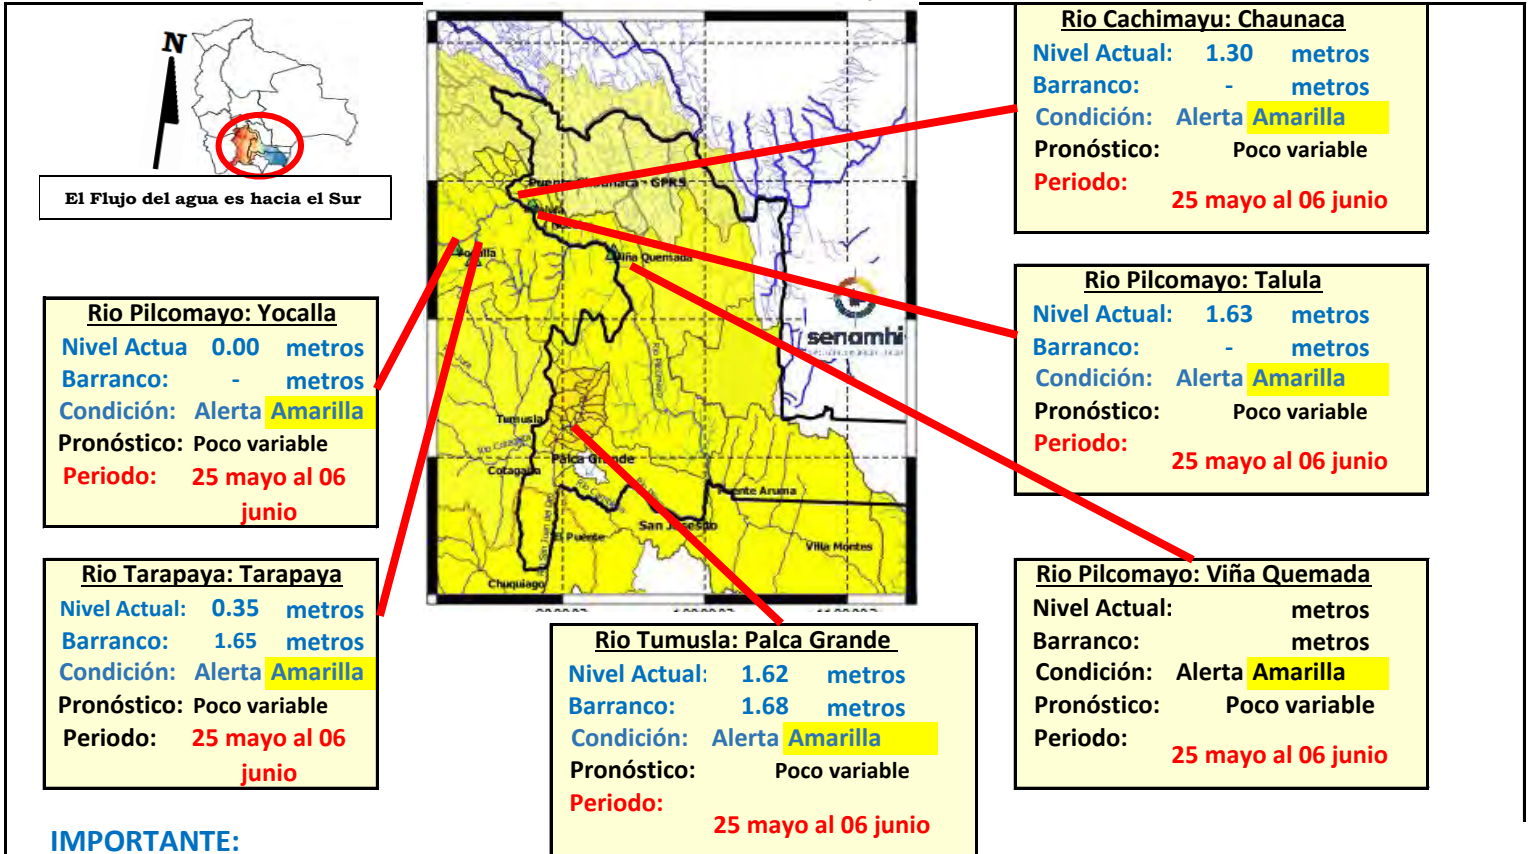 N
El Flujo del agua es hacia el Sur
Rio Pilcomayo: Yocalla
Nivel Actua 0.00 metros
Barranco: - metros
Condición: Alerta Amarilla
Pronóstico: Poco variable
Periodo: 25 mayo al 06
junio
Rio Tarapaya: Tarapaya
Nivel Actual: 0.35 metros
Barranco: 1.65 metros
Condición: Alerta Amarilla
Pronóstico: Poco variable
Periodo: 25 mayo al 06
junio
IMPORTANTE:
Puente Chaunaca - GPRS
Yocalla
Viña Quemada
senamhi
Tumusla
Palca Grande
Cotagaita
Puente Aruma
San Josesito
El Puente
Villa Montes
Chuquiago
Rio Tumusla: Palca Grande
Nivel Actual: 1.62 metros
Barranco: 1.68 metros
Condición: Alerta Amarilla
Pronóstico: Poco variable
Periodo:
25 mayo al 06 junio
Rio Cachimayu: Chaunaca
Nivel Actual: 1.30 metros
Barranco: - metros
Condición: Alerta Amarilla
Pronóstico: Poco variable
Periodo:
25 mayo al 06 junio
Rio Pilcomayo: Talula
Nivel Actual: 1.63 metros
Barranco: - metros
Condición: Alerta Amarilla
Pronóstico: Poco variable
Periodo:
25 mayo al 06 junio
Rio Pilcomayo: Viña Quemada
Nivel Actual: metros
Barranco: metros
Condición: Alerta Amarilla
Pronóstico: Poco variable
Periodo:
25 mayo al 06 junio